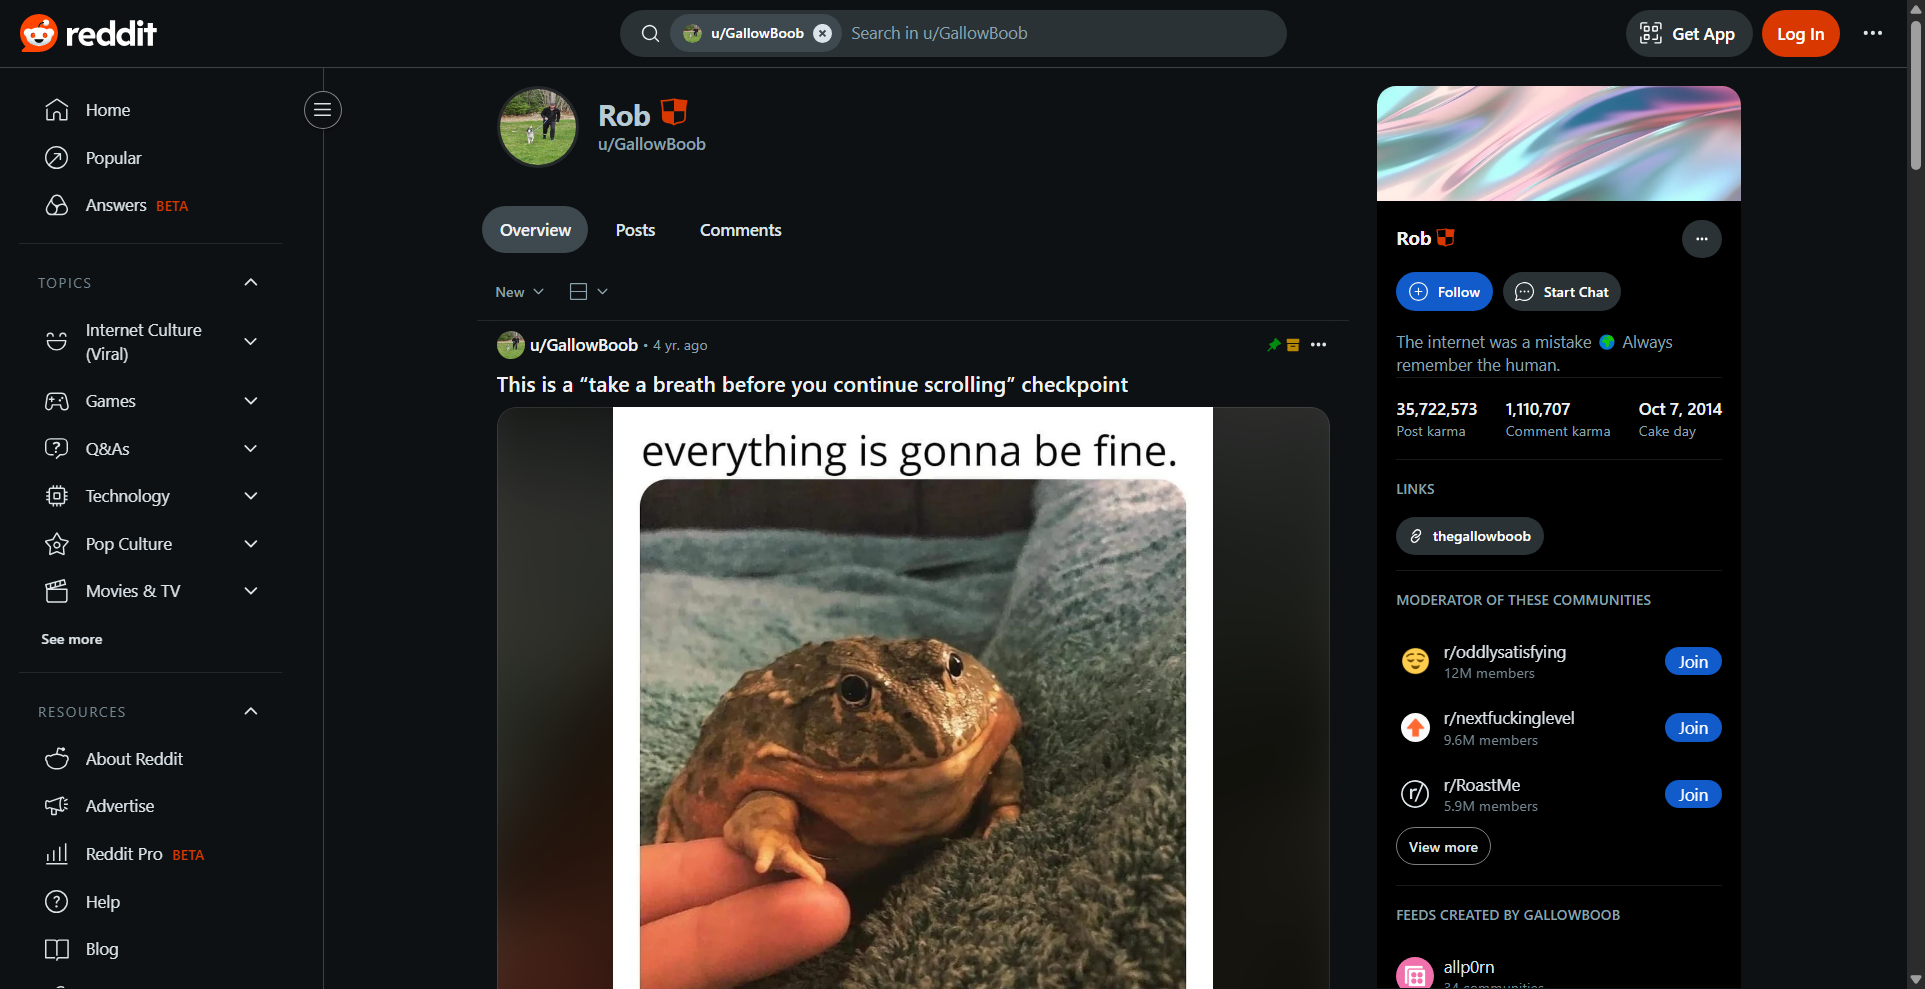 reddit
u/GallowBoob
Search in u/GallowBoob
Get App
Log In
Home
Popular
Answers BETA
TOPICS
Internet Culture
(Viral)
Games
Q&As
Technology
Pop Culture
Movies & TV
See more
RESOURCES
About Reddit
Advertise
Reddit Pro BETA
Help
Blog
Rob
u/GallowBoob
Overview
Posts
Comments
New
u/GallowBoob • 4 yr. ago
This is a “take a breath before you continue scrolling” checkpoint
everything is gonna be fine.
Rob
Follow
Start Chat
The internet was a mistake 🌍 Always
remember the human.
35,722,573 1,110,707 Oct 7, 2014
Post karma Comment karma Cake day
LINKS
thegallowboob
MODERATOR OF THESE COMMUNITIES
r/oddlysatisfying
12M members
Join
r/nextfuckinglevel
9.6M members
Join
r/
r/RoastMe
5.9M members
Join
View more
FEEDS CREATED BY GALLOWBOOB
allp0rn
34 communities